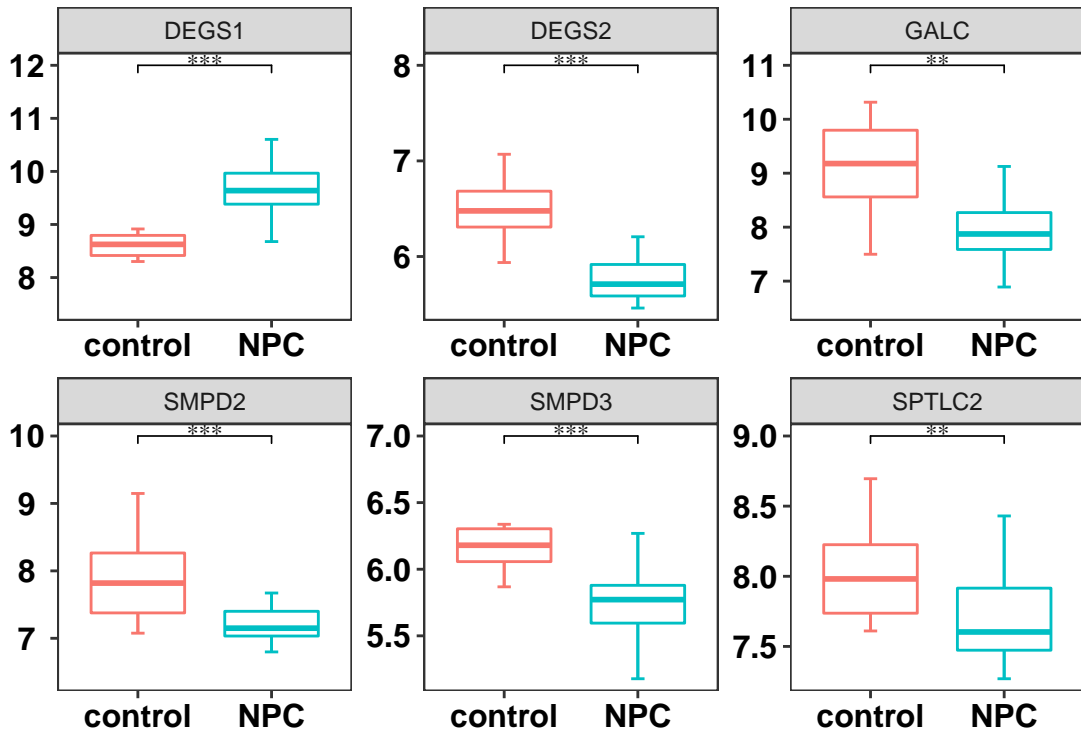 DEGS1
DEGS2
GALC
***
***
**
12
11
10
9
8
8
7
6
11
10
9
8
7
control NPC
control NPC
control NPC
SMPD2
SMPD3
SPTLC2
***
***
**
10
9
8
7
7.0
6.5
6.0
5.5
9.0
8.5
8.0
7.5
control NPC
control NPC
control NPC